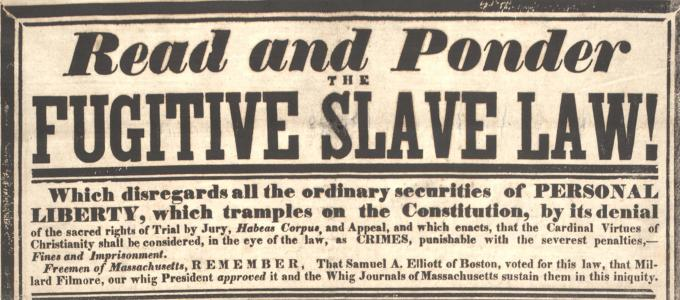 Read and Ponder
THE
FUGITIVE SLAVE LAW!
Which disregards all the ordinary securities of PERSONAL
LIBERTY, which tramples on the Constitution, by its denial
of the sacred rights of Trial by Jury, Habeas Corpus, and Appeal, and which enacts, that the Cardinal Virtues of
Christianity shall be considered, in the eye of the law, as CRIMES, punishable with the severest penalties,—
Fines and Imprisonment.
Freemen of Massachusetts, REMEMBER, That Samuel A. Elliott of Boston, voted for this law, that Mil-
lard Filmore, our whig President approved it and the Whig Journals of Massachusetts sustain them in this iniquity.